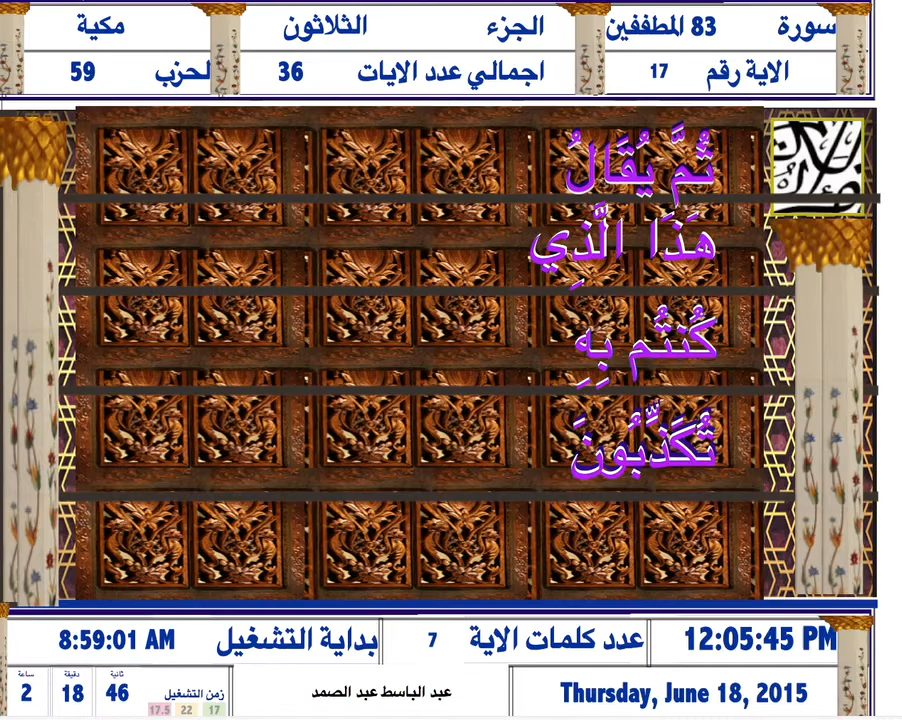 سورة 83 المطففين الجزء الثلاثون مكية
الاية رقم 17 اجمالي عدد الايات 36 الحزب 59
ثُمَّ يُقَالُ
هَذَا الَّذِي
كُنتُم بِهِ
تُكَذِّبُونَ
12:05:45 PM عدد كلمات الاية 7 بداية التشغيل 8:59:01 AM
Thursday, June 18, 2015 عبد الباسط عبد الصمد زمن التشغيل ثانية 46 دقيقة 18 ساعة 2
17 22 17.5